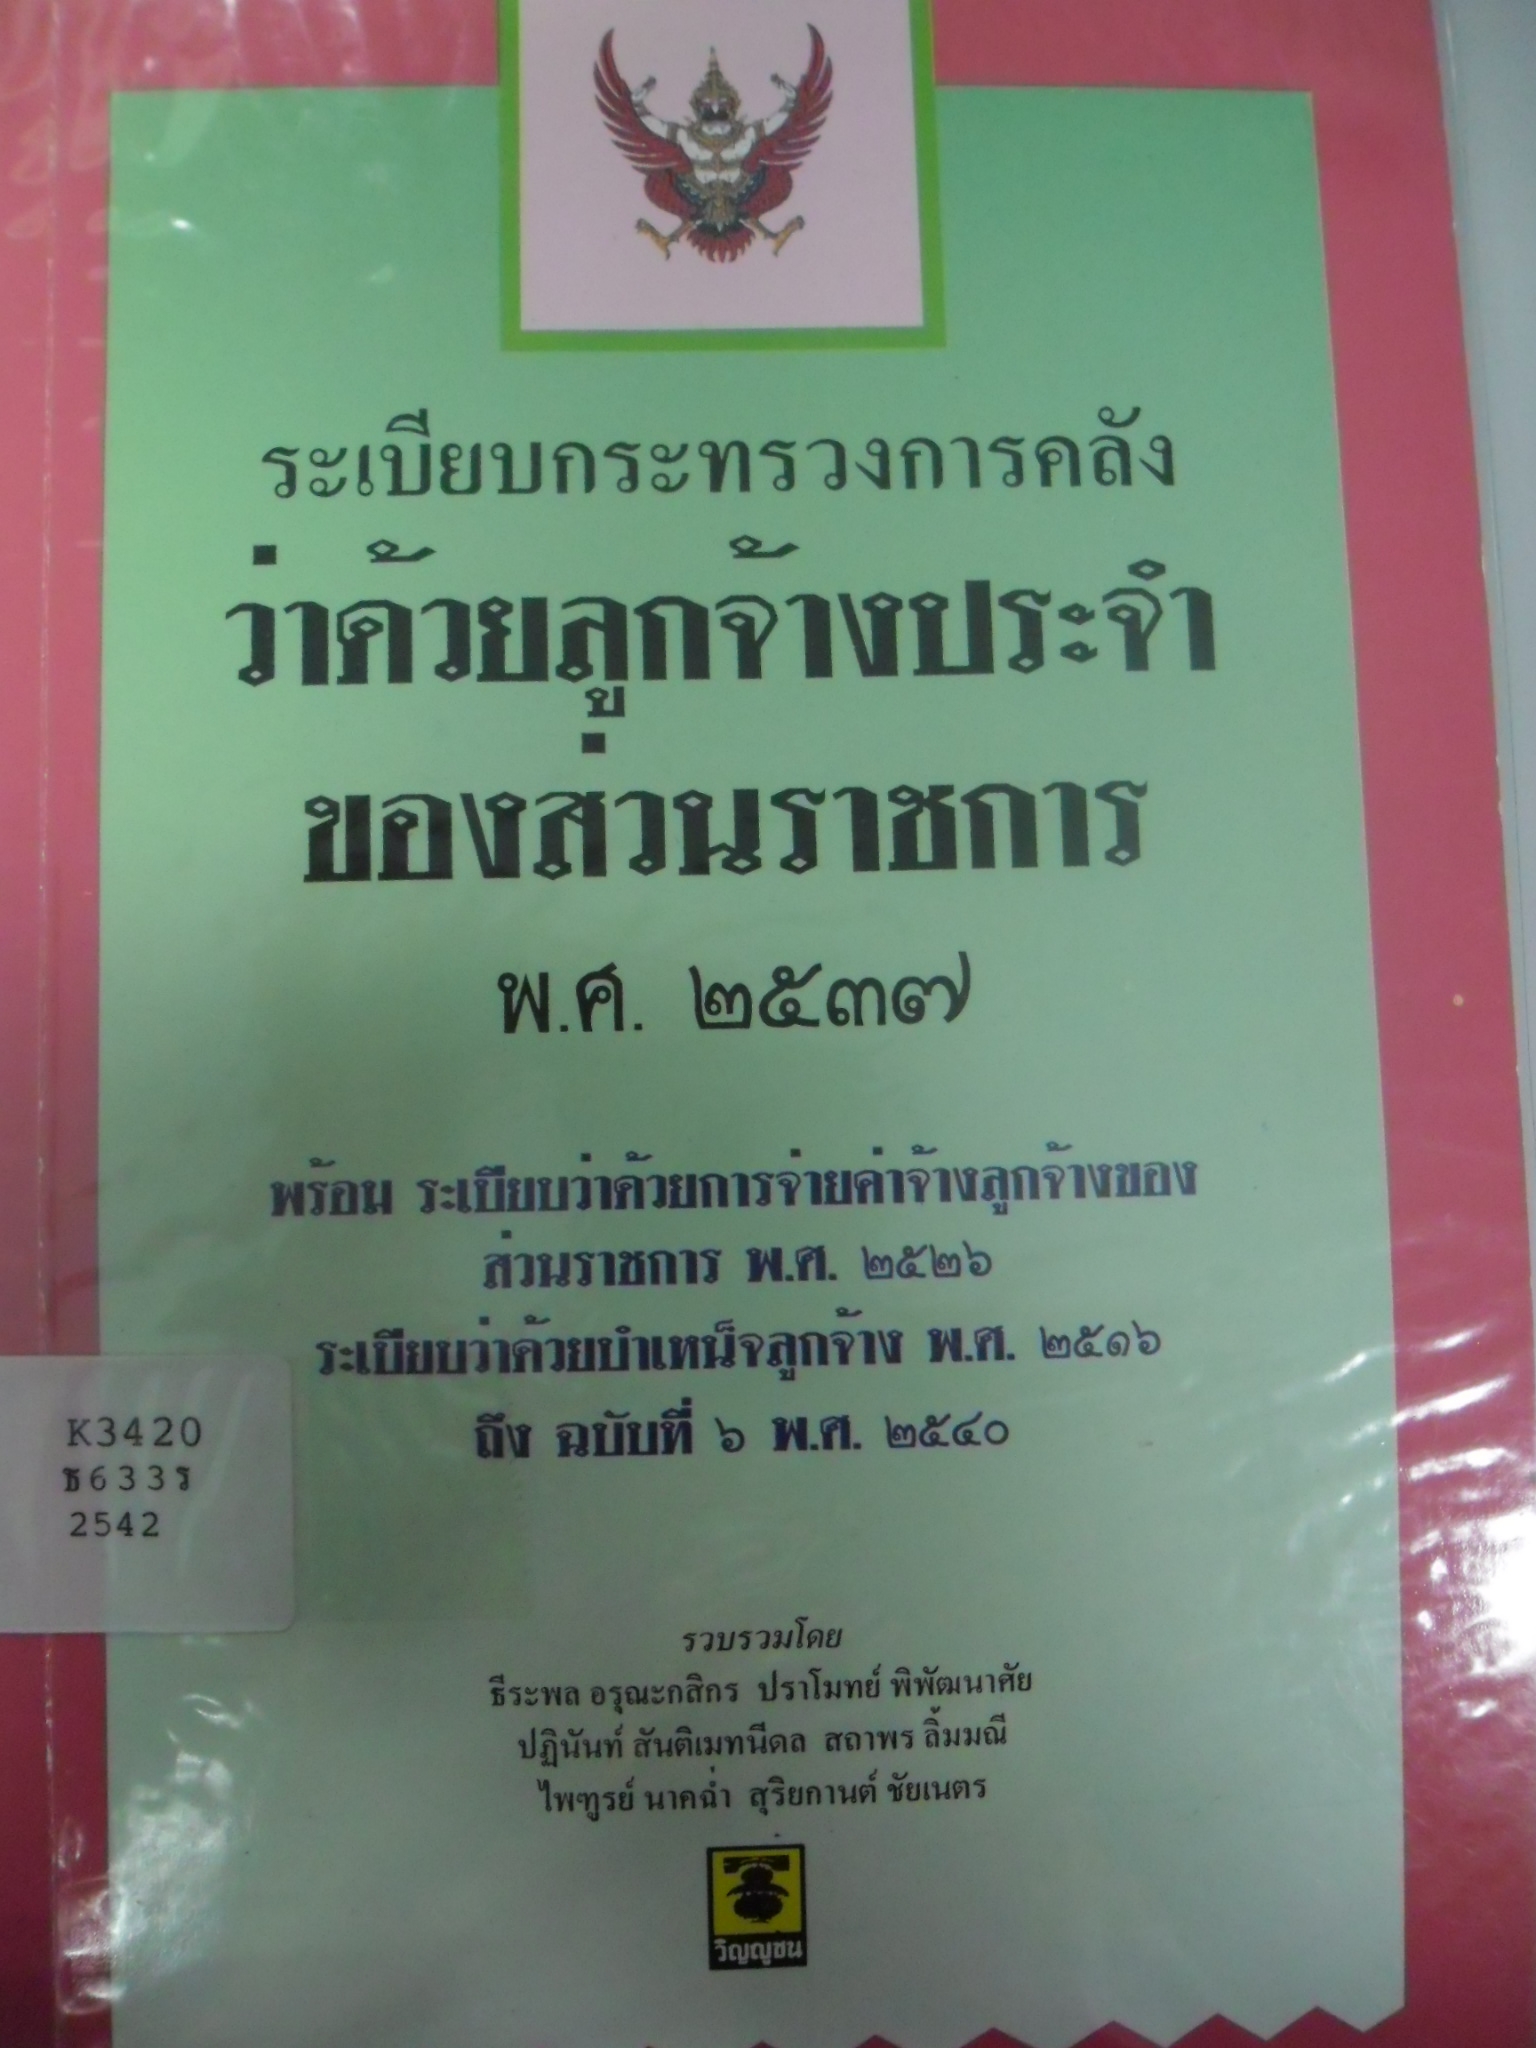 ระเบียบกระทรวงการคลัง
ว่าด้วยลูกจ้างประจำ
ของส่วนราชการ
พ.ศ. ๒๕๓๗
พร้อม ระเบียบว่าด้วยการจ่ายค่าจ้างลูกจ้างของ
ส่วนราชการ พ.ศ. ๒๕๒๖
ระเบียบว่าด้วยบำเหน็จลูกจ้าง พ.ศ. ๒๕๑๖
ถึง ฉบับที่ ๖ พ.ศ. ๒๕๔๐
K3420
ธ633ร
2542
รวบรวมโดย
ธีระพล อรุณะกสิกร ปราโมทย์ พิพัฒนาศัย
ปฏินันท์ สันติเมทนีดล สถาพร ลิ้มมณี
ไพฑูรย์ นาคฉ่ำ สุริยกานต์ ชัยเนตร
วิญญูชน